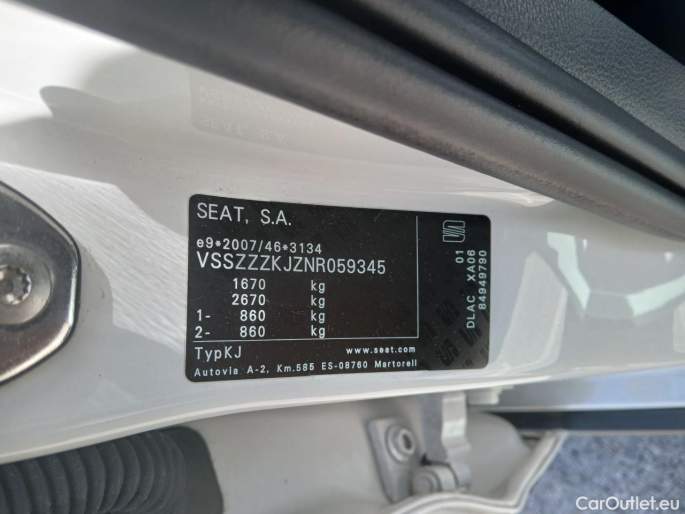 SEAT, S.A.
e9*2007/46*3134
VSSZZZKJZNR059345
1670 kg
2670 kg
1- 860 kg
2- 860 kg
TypKJ www.seat.com
Autovia A-2, Km.585 ES-08760 Martorell
01
DLAC XA06
84949790
CarOutlet.eu